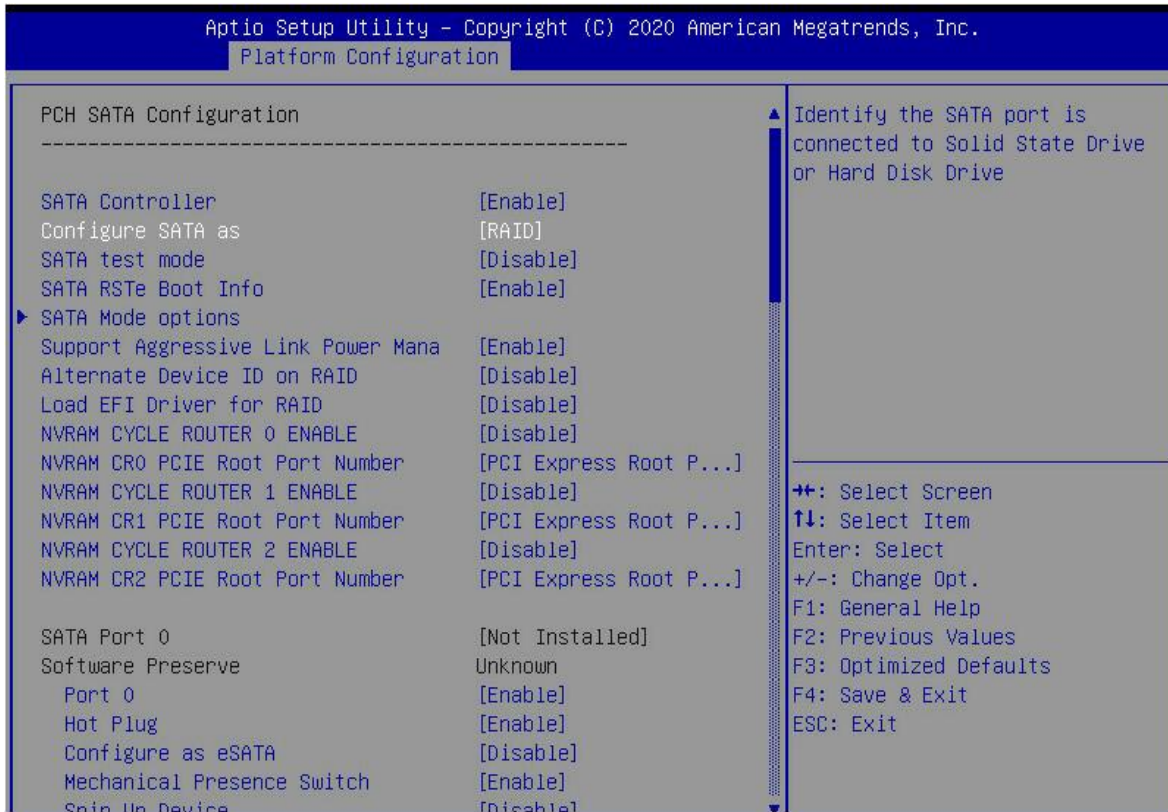 Aptio Setup Utility – Copyright (C) 2020 American Megatrends, Inc.
Platform Configuration
PCH SATA Configuration
--------------------------------------------------
SATA Controller [Enable]
Configure SATA as [RAID]
SATA test mode [Disable]
SATA RSTe Boot Info [Enable]
SATA Mode options
Support Aggressive Link Power Mana [Enable]
Alternate Device ID on RAID [Disable]
Load EFI Driver for RAID [Disable]
NVRAM CYCLE ROUTER 0 ENABLE [Disable]
NVRAM CR0 PCIE Root Port Number [PCI Express Root P...]
NVRAM CYCLE ROUTER 1 ENABLE [Disable]
NVRAM CR1 PCIE Root Port Number [PCI Express Root P...]
NVRAM CYCLE ROUTER 2 ENABLE [Disable]
NVRAM CR2 PCIE Root Port Number [PCI Express Root P...]
SATA Port 0 [Not Installed]
Software Preserve Unknown
Port 0 [Enable]
Hot Plug [Enable]
Configure as eSATA [Disable]
Mechanical Presence Switch [Enable]
Spin Up Device [Disable]
Identify the SATA port is
connected to Solid State Drive
or Hard Disk Drive
→←: Select Screen
↑↓: Select Item
Enter: Select
+/-: Change Opt.
F1: General Help
F2: Previous Values
F3: Optimized Defaults
F4: Save & Exit
ESC: Exit